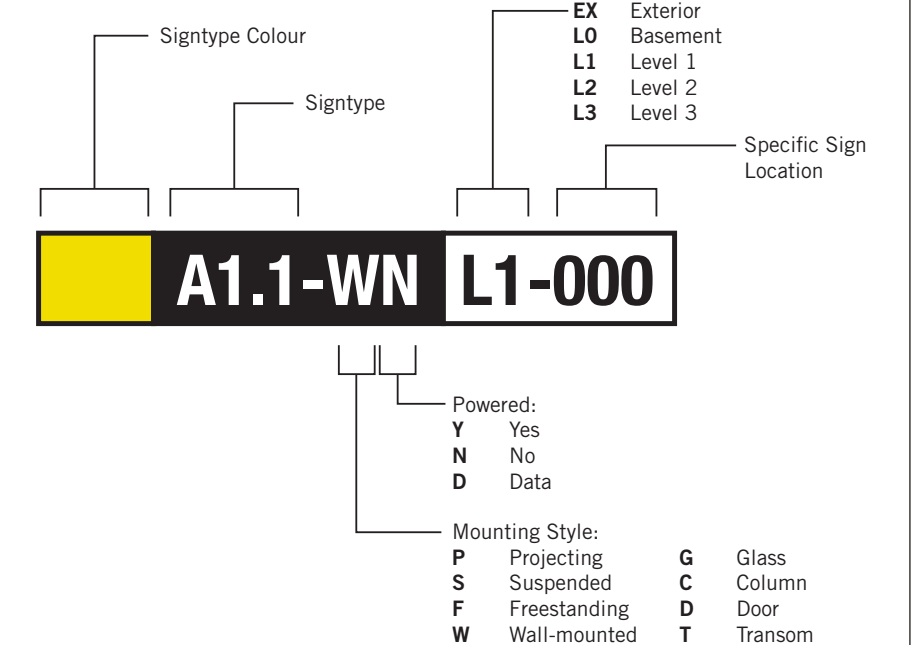 EX Exterior
Signtype Colour
L0 Basement
L1 Level 1
L2 Level 2
Signtype
L3 Level 3
Specific Sign
Location
A1.1-WN L1-000
Powered:
Y Yes
N No
D Data
Mounting Style:
P Projecting G Glass
S Suspended C Column
F Freestanding D Door
W Wall-mounted T Transom